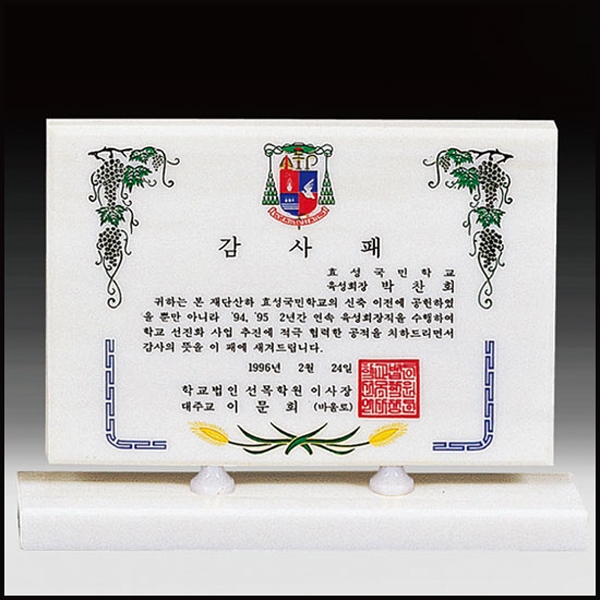 감 사 패
효성국민학교
육성회장 박찬희
귀하는 본 재단산하 효성국민학교의 신축 이전에 공헌하였
을 뿐만 아니라 '94, '95 2년간 연속 육성회장직을 수행하여
학교 선진화 사업 추진에 적극 협력한 공적을 치하드리면서
감사의 뜻을 이 패에 새겨드립니다.
1996년 2월 24일
학교법인 선목학원 이사장
대주교 이문희 (바울로)